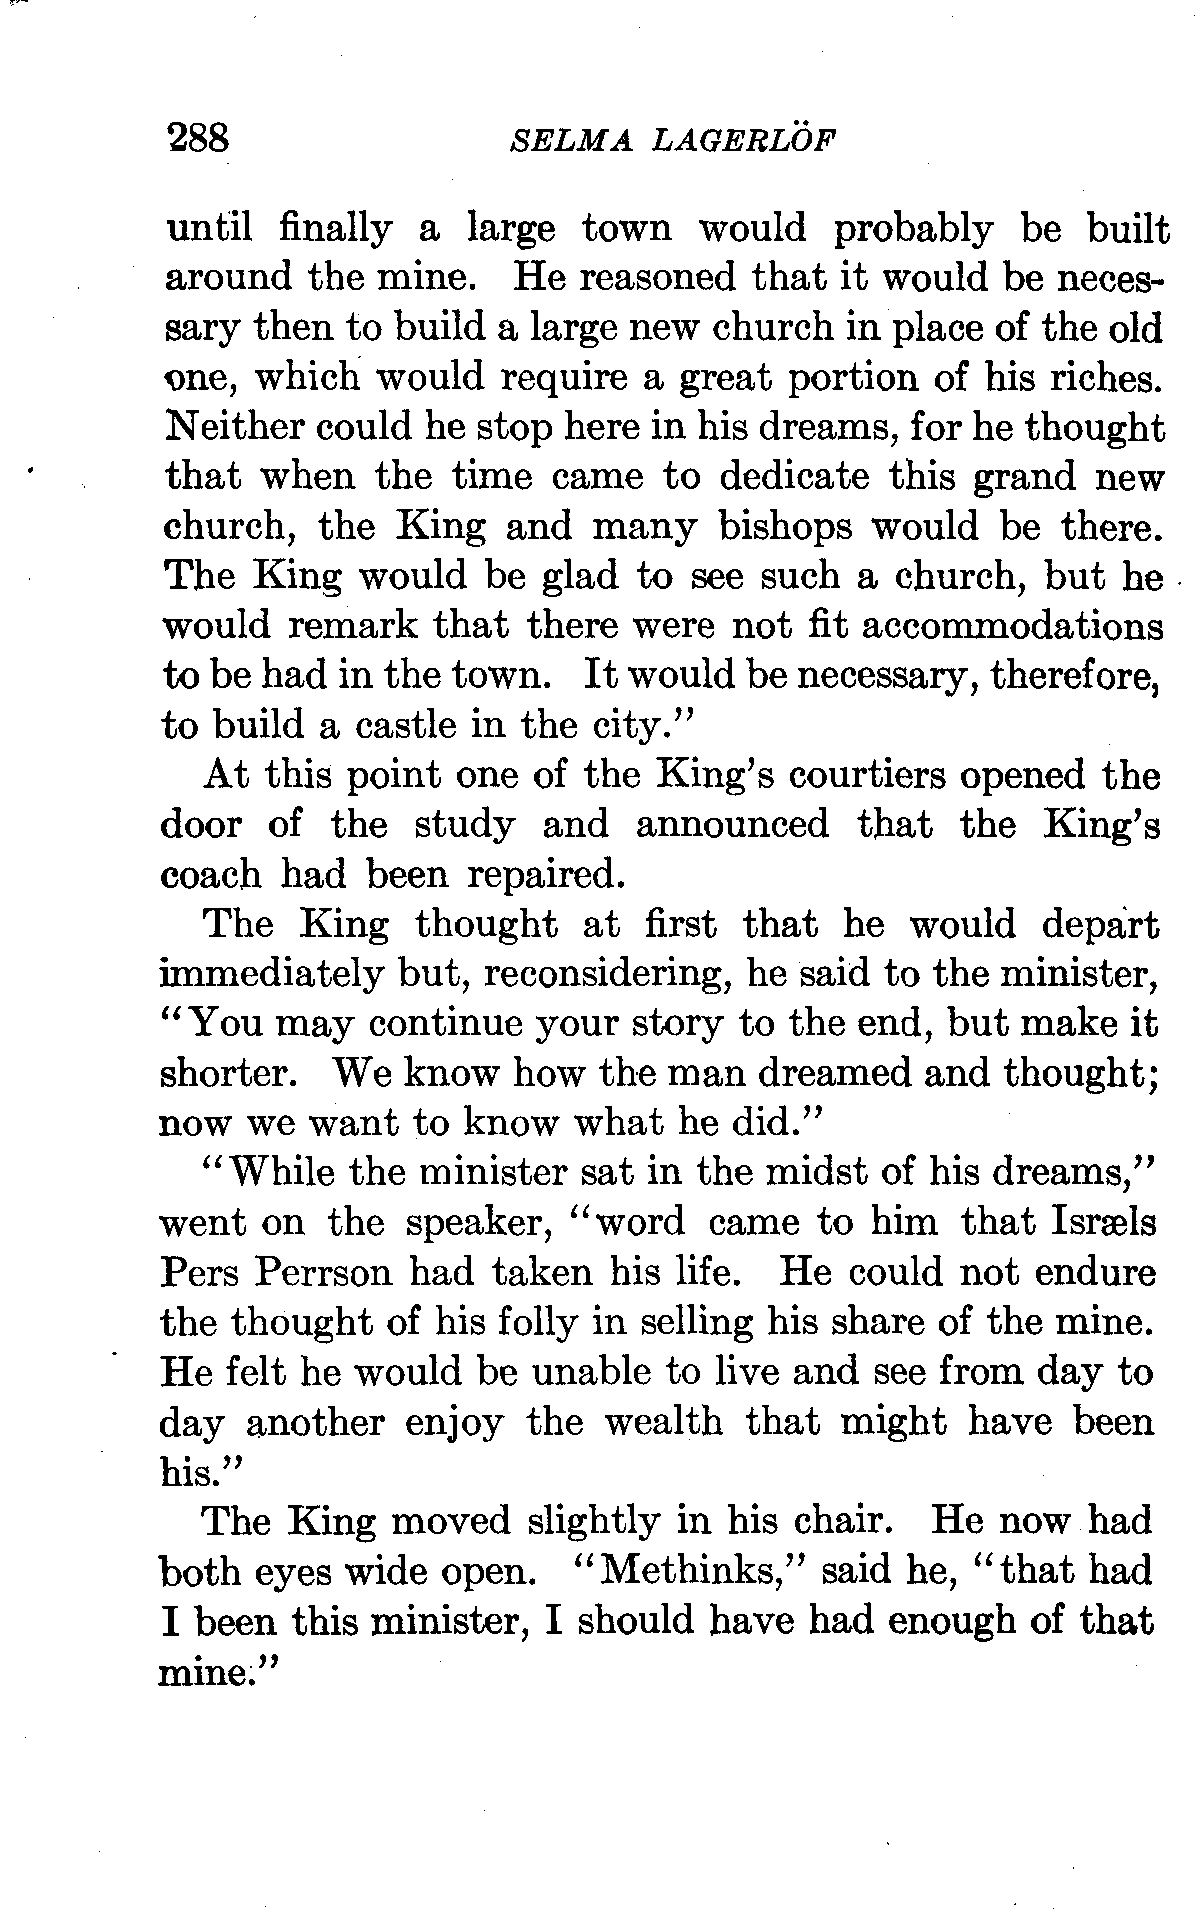 288 SELMA LAGERLÖF
until finally a large town would probably be built
around the mine. He reasoned that it would be neces-
sary then to build a large new church in place of the old
one, which would require a great portion of his riches.
Neither could he stop here in his dreams, for he thought
that when the time came to dedicate this grand new
church, the King and many bishops would be there.
The King would be glad to see such a church, but he
would remark that there were not fit accommodations
to be had in the town. It would be necessary, therefore,
to build a castle in the city.”
At this point one of the King’s courtiers opened the
door of the study and announced that the King’s
coach had been repaired.
The King thought at first that he would depart
immediately but, reconsidering, he said to the minister,
“You may continue your story to the end, but make it
shorter. We know how the man dreamed and thought;
now we want to know what he did.”
“While the minister sat in the midst of his dreams,”
went on the speaker, “word came to him that Isræls
Pers Perrson had taken his life. He could not endure
the thought of his folly in selling his share of the mine.
He felt he would be unable to live and see from day to
day another enjoy the wealth that might have been
his.”
The King moved slightly in his chair. He now had
both eyes wide open. “Methinks,” said he, “that had
I been this minister, I should have had enough of that
mine.”